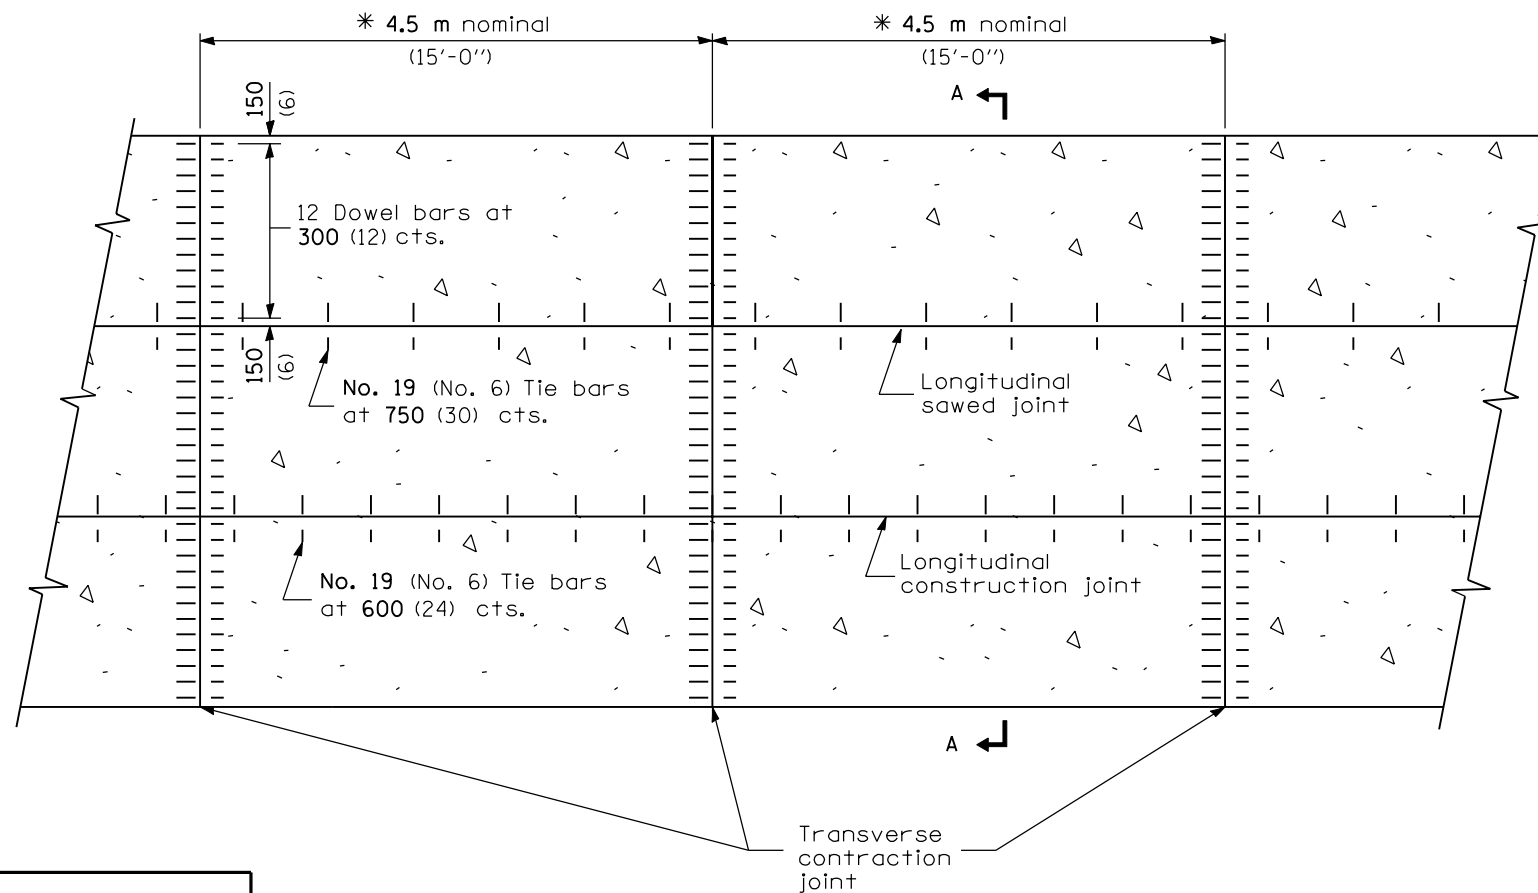 ✳ 4.5 m nominal
(15'-0'')
✳ 4.5 m nominal
(15'-0'')
A
150
(6)
12 Dowel bars at
300 (12) cts.
150
(6)
No. 19 (No. 6) Tie bars
at 750 (30) cts.
Longitudinal
sawed joint
Longitudinal
construction joint
No. 19 (No. 6) Tie bars
at 600 (24) cts.
A
Transverse
contraction
joint